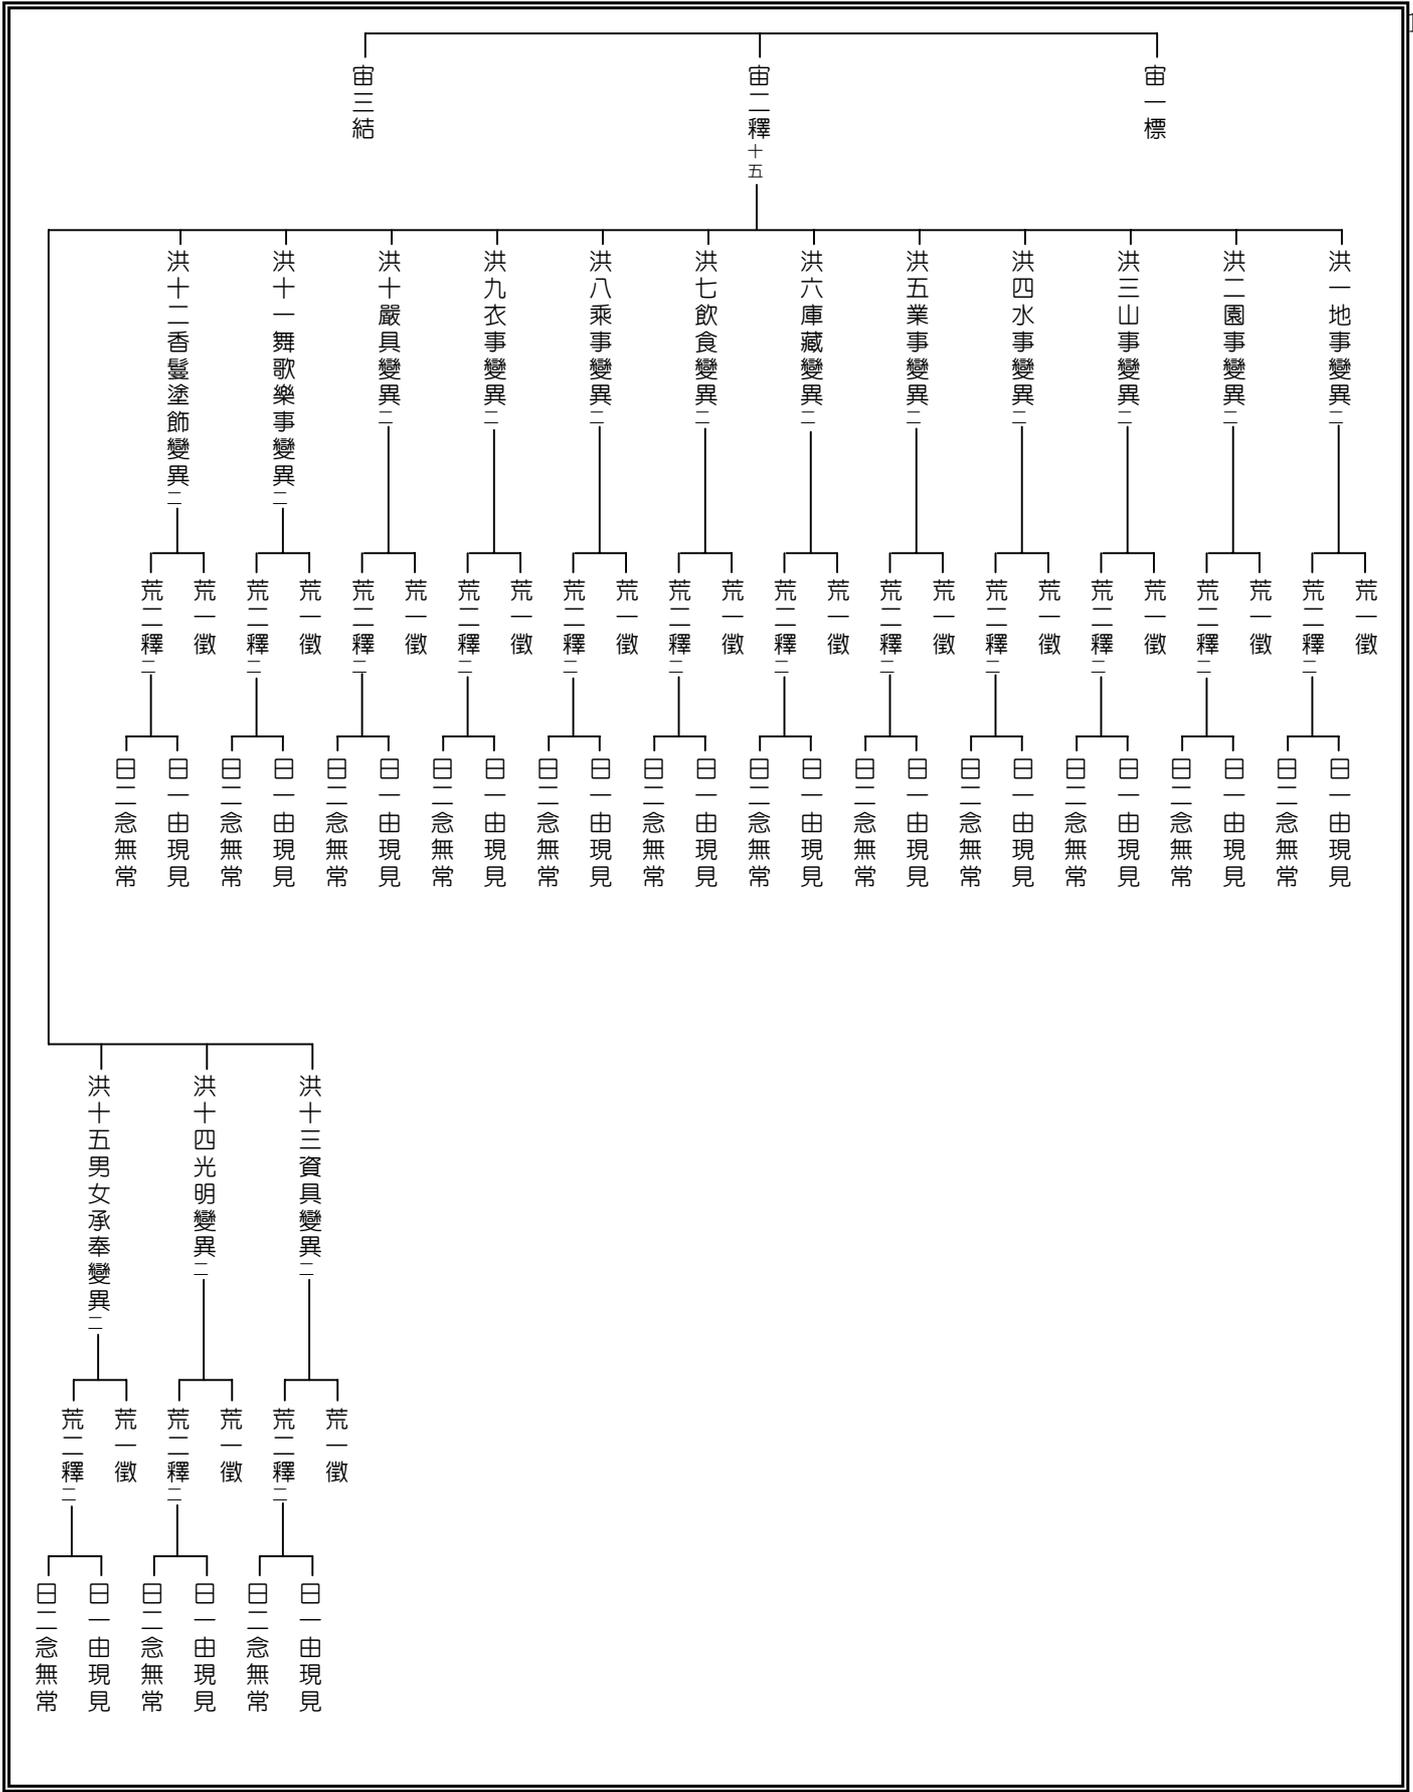 宙一標
宙二釋十五
宙三結
洪一地事變異二
洪二園事變異二
洪三山事變異二
洪四水事變異二
洪五業事變異二
洪六庫藏變異二
洪七飲食變異二
洪八乘事變異二
洪九衣事變異二
洪十嚴具變異二
洪十一舞歌樂事變異二
洪十二香鬘塗飾變異二
荒一徵
荒二釋二
荒一徵
荒二釋二
荒一徵
荒二釋二
荒一徵
荒二釋二
荒一徵
荒二釋二
荒一徵
荒二釋二
荒一徵
荒二釋二
荒一徵
荒二釋二
荒一徵
荒二釋二
荒一徵
荒二釋二
荒一徵
荒二釋二
荒一徵
荒二釋二
日一由現見
日二念無常
日一由現見
日二念無常
日一由現見
日二念無常
日一由現見
日二念無常
日一由現見
日二念無常
日一由現見
日二念無常
日一由現見
日二念無常
日一由現見
日二念無常
日一由現見
日二念無常
日一由現見
日二念無常
日一由現見
日二念無常
日一由現見
日二念無常
洪十三資具變異二
洪十四光明變異二
洪十五男女承奉變異二
荒一徵
荒二釋二
荒一徵
荒二釋二
荒一徵
荒二釋二
日一由現見
日二念無常
日一由現見
日二念無常
日一由現見
日二念無常